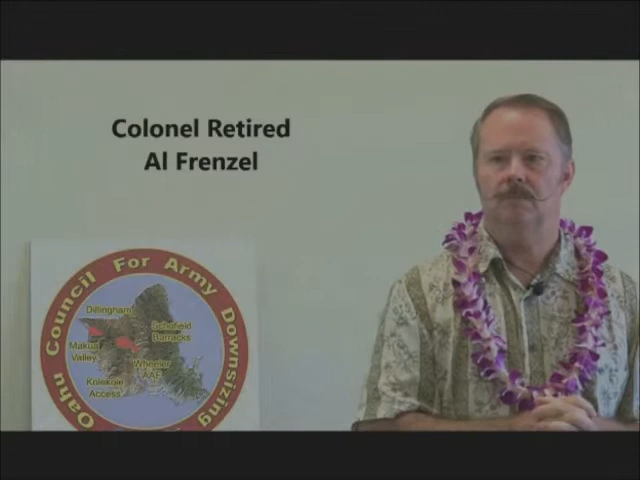 Colonel Retired
Al Frenzel
Oahu Council For Army Downsizing
Dillingham
Schofield
Barracks
Makua
Valley
Wheeler
AAF
Kolekole
Access